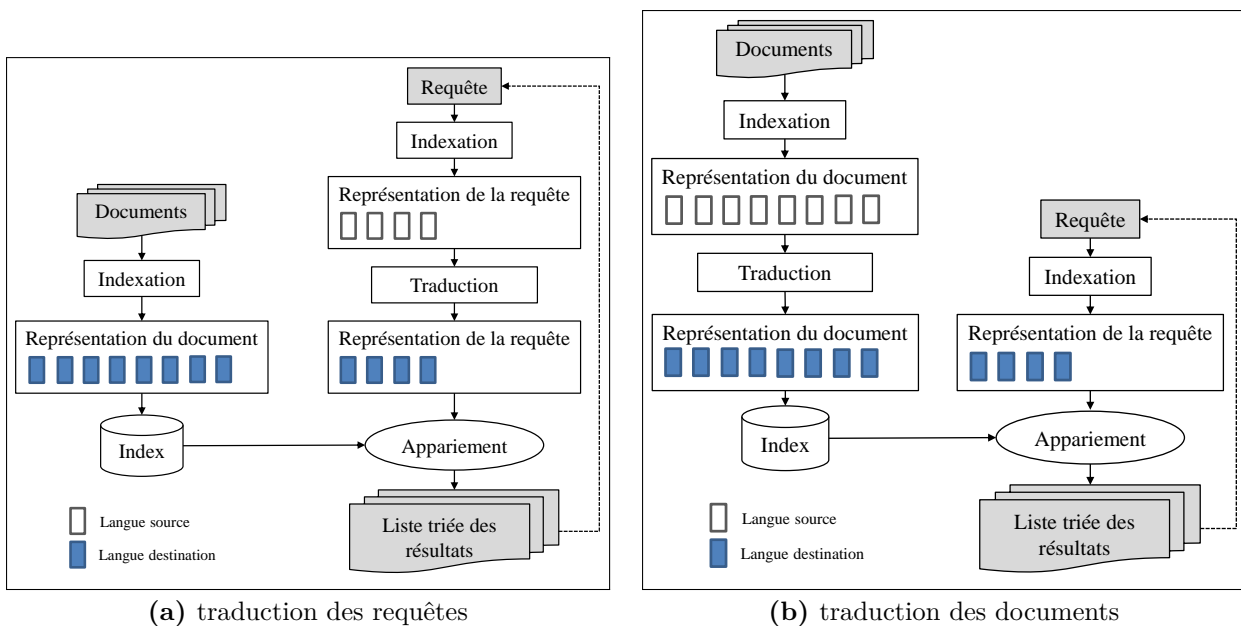 Requête
Indexation
Représentation de la requête
Documents
Indexation
Traduction
Représentation du document
Représentation de la requête
Index
Appariement
Langue source
Langue destination
Liste triée des
résultats
(a) traduction des requêtes
Documents
Indexation
Représentation du document
Traduction
Requête
Indexation
Représentation du document
Représentation de la requête
Index
Appariement
Langue source
Langue destination
Liste triée des
résultats
(b) traduction des documents